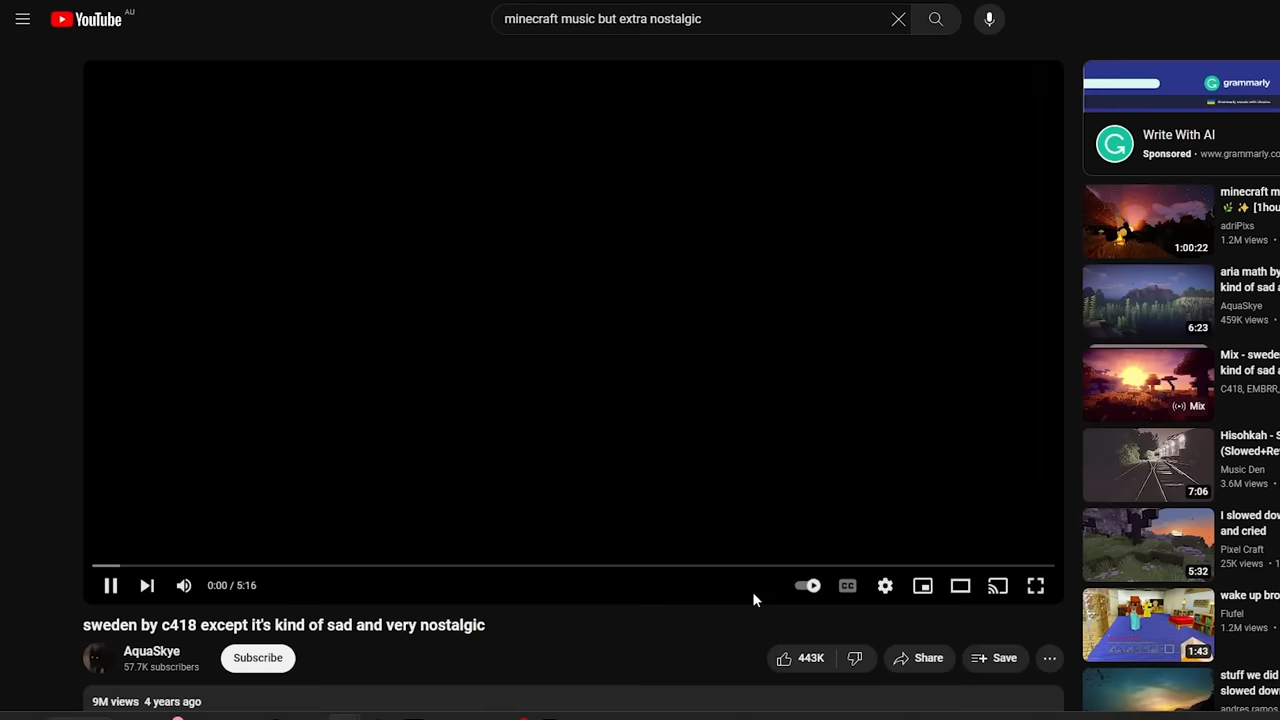 YouTube AU
minecraft music but extra nostalgic
grammarly
Write With AI
Sponsored · www.grammarly.co
minecraft m
[1hou
adriPixs
1.2M views ·
1:00:22
aria math by
kind of sad a
AquaSkye
459K views ·
6:23
Mix - swede
kind of sad a
C418, EMBRR,
Mix
Hisohkah - S
(Slowed+Re
Music Den
3.6M views ·
7:06
I slowed dow
and cried
Pixel Craft
25K views ·
5:32
wake up bro
Flufel
1.2M views ·
1:43
stuff we did
slowed down
andres ramos
0:00 / 5:16
CC
sweden by c418 except it's kind of sad and very nostalgic
AquaSkye
57.7K subscribers
Subscribe
443K
Share
Save
9M views 4 years ago